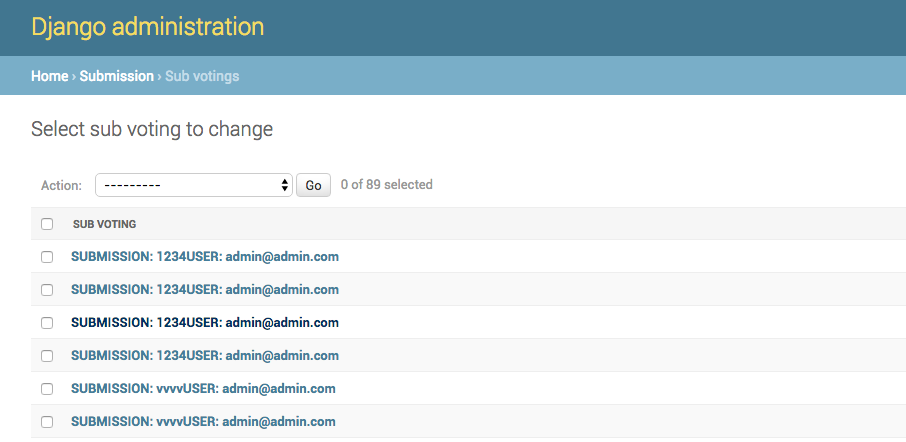 Django administration
Home › Submission › Sub votings
Select sub voting to change
Action: --------- Go 0 of 89 selected
SUB VOTING
SUBMISSION: 1234USER: admin@admin.com
SUBMISSION: 1234USER: admin@admin.com
SUBMISSION: 1234USER: admin@admin.com
SUBMISSION: 1234USER: admin@admin.com
SUBMISSION: vvvvUSER: admin@admin.com
SUBMISSION: vvvvUSER: admin@admin.com